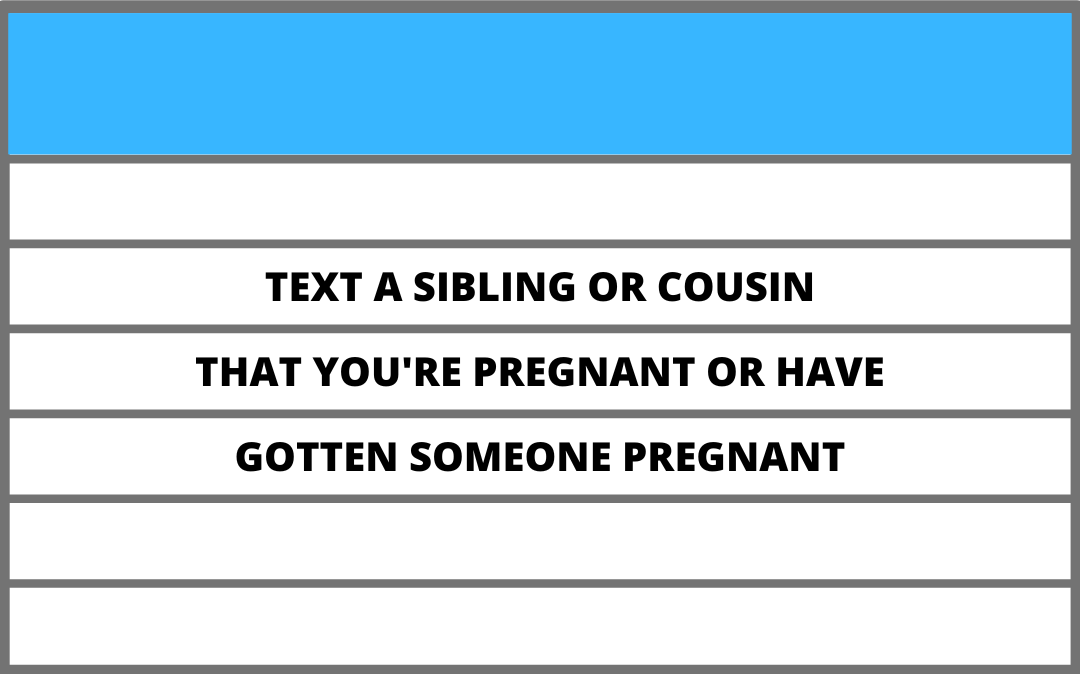 TEXT A SIBLING OR COUSIN
THAT YOU'RE PREGNANT OR HAVE
GOTTEN SOMEONE PREGNANT